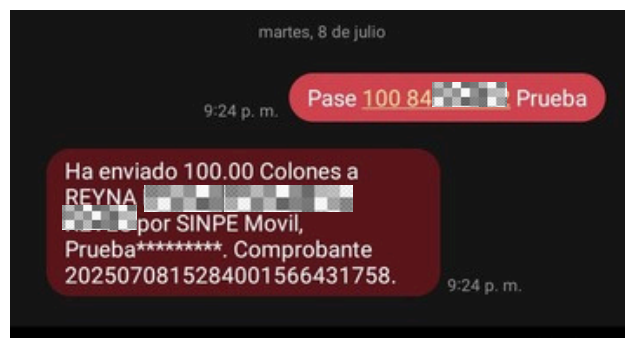 martes, 8 de julio
Pase 100 84 Prueba
9:24 p. m.
Ha enviado 100.00 Colones a
REYNA
por SINPE Movil,
Prueba*********. Comprobante
2025070815284001566431758.
9:24 p. m.